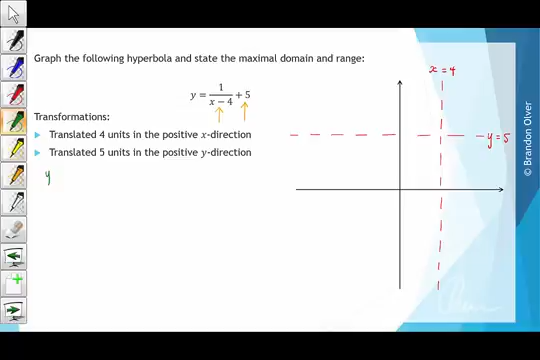 Graph the following hyperbola and state the maximal domain and range:
y = 1/(x − 4) + 5
Transformations:
Translated 4 units in the positive x-direction
Translated 5 units in the positive y-direction
y
x = 4
y = 5
© Brandon Olver